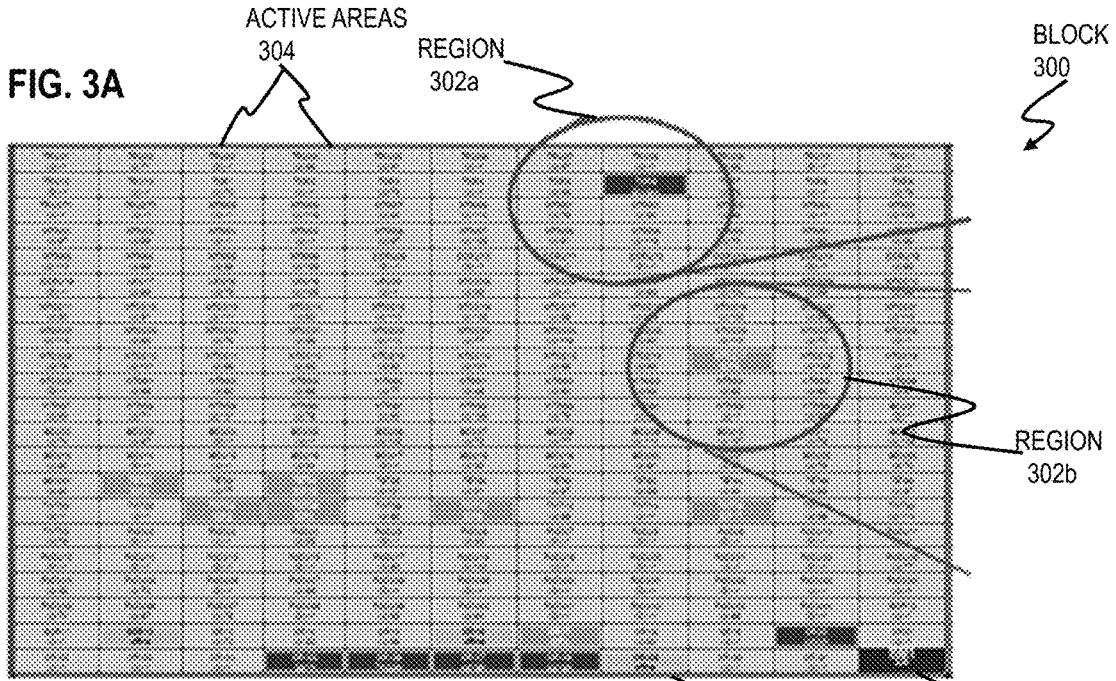 ACTIVE AREAS
304
REGION
302a
BLOCK
300
FIG. 3A
REGION
302b